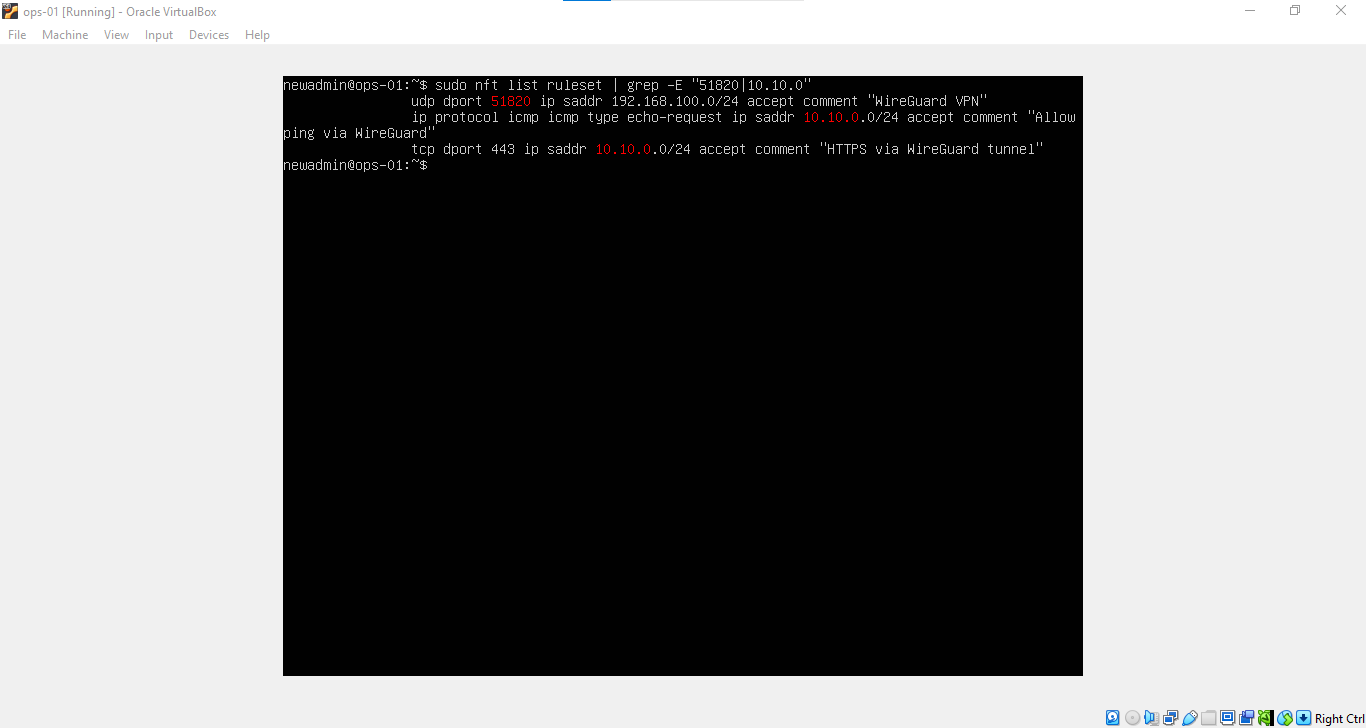 ops-01 [Running] - Oracle VirtualBox
File Machine View Input Devices Help
newadmin@ops-01:~$ sudo nft list ruleset | grep -E "51820|10.10.0"
udp dport 51820 ip saddr 192.168.100.0/24 accept comment "WireGuard VPN"
ip protocol icmp icmp type echo-request ip saddr 10.10.0.0/24 accept comment "Allow
ping via WireGuard"
tcp dport 443 ip saddr 10.10.0.0/24 accept comment "HTTPS via WireGuard tunnel"
newadmin@ops-01:~$
Right Ctrl